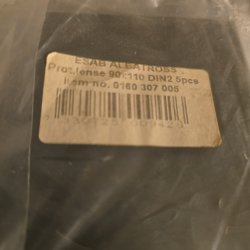 ESAB ALBATROSS
Prot.lense 90x110 DIN2 5pcs
Item no. 0160 307 005